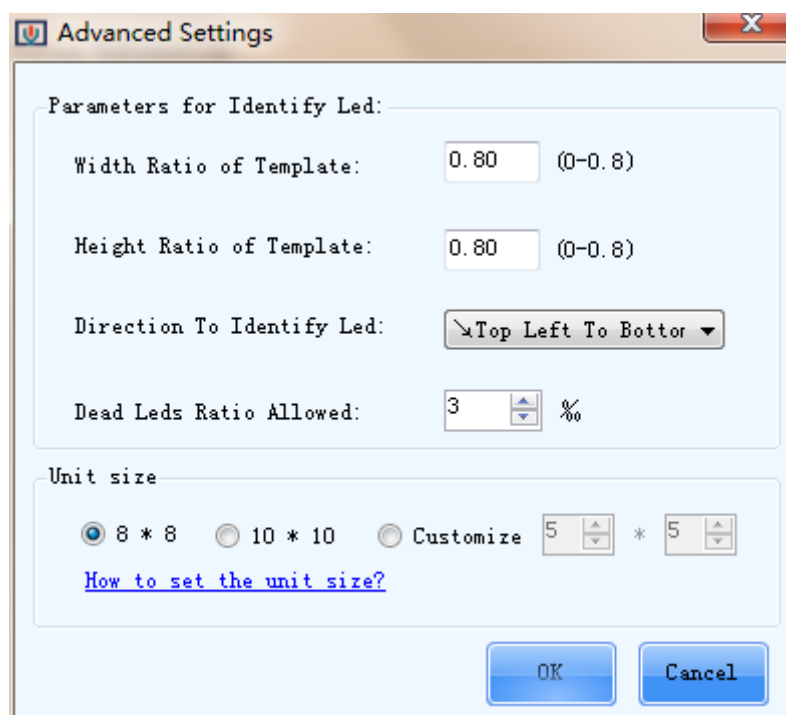 Advanced Settings
Parameters for Identify Led:
Width Ratio of Template: 0.80 (0-0.8)
Height Ratio of Template: 0.80 (0-0.8)
Direction To Identify Led: ↘Top Left To Bottor
Dead Leds Ratio Allowed: 3 ‰
Unit size
8 * 8 10 * 10 Customize 5 * 5
How to set the unit size?
OK Cancel